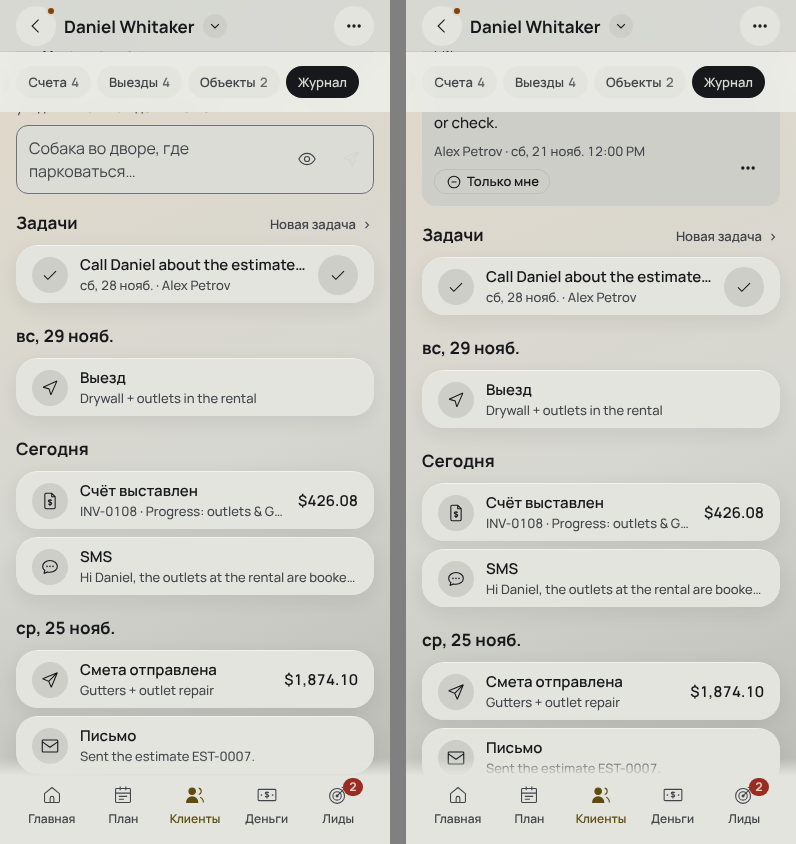 Daniel Whitaker
Счета 4
Выезды 4
Объекты 2
Журнал
Собака во дворе, где
парковаться…
Задачи
Новая задача
Call Daniel about the estimate…
сб, 28 нояб. · Alex Petrov
вс, 29 нояб.
Выезд
Drywall + outlets in the rental
Сегодня
Счёт выставлен
INV-0108 · Progress: outlets & G…
$426.08
SMS
Hi Daniel, the outlets at the rental are booke…
ср, 25 нояб.
Смета отправлена
Gutters + outlet repair
$1,874.10
Письмо
Sent the estimate EST-0007.
Главная
План
Клиенты
Деньги
2
Лиды
Daniel Whitaker
Счета 4
Выезды 4
Объекты 2
Журнал
or check.
Alex Petrov · сб, 21 нояб. 12:00 PM
Только мне
Задачи
Новая задача
Call Daniel about the estimate…
сб, 28 нояб. · Alex Petrov
вс, 29 нояб.
Выезд
Drywall + outlets in the rental
Сегодня
Счёт выставлен
INV-0108 · Progress: outlets & G…
$426.08
SMS
Hi Daniel, the outlets at the rental are booke…
ср, 25 нояб.
Смета отправлена
Gutters + outlet repair
$1,874.10
Письмо
Sent the estimate EST-0007.
Главная
План
Клиенты
Деньги
2
Лиды